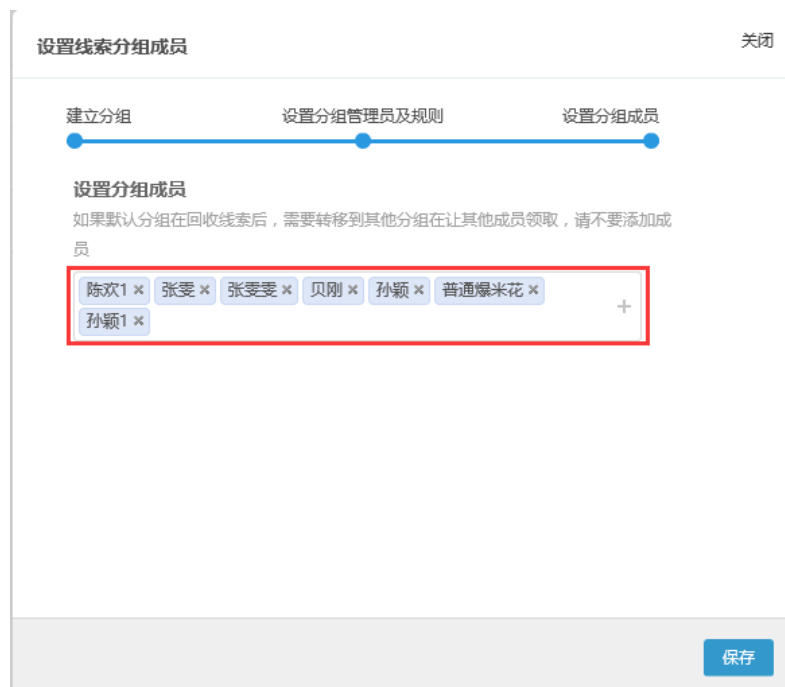 设置线索分组成员
关闭
建立分组 设置分组管理员及规则 设置分组成员
设置分组成员
如果默认分组在回收线索后，需要转移到其他分组在让其他成员领取，请不要添加成
员
陈欢1 × 张雯 × 张雯雯 × 贝刚 × 孙颖 × 普通爆米花 ×
孙颖1 ×
+
保存